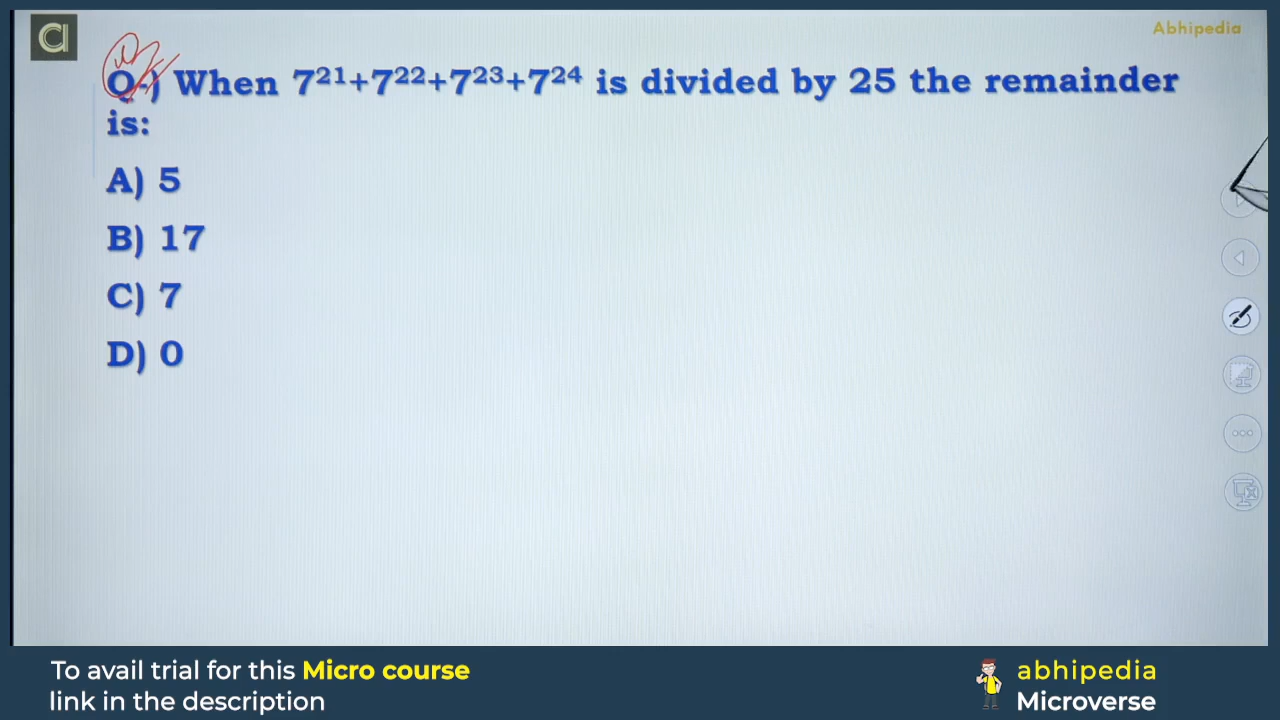 Abhipedia
Q-) When 7²¹+7²²+7²³+7²⁴ is divided by 25 the remainder
is:
A) 5
B) 17
C) 7
D) 0
To avail trial for this Micro course
link in the description
abhipedia
Microverse